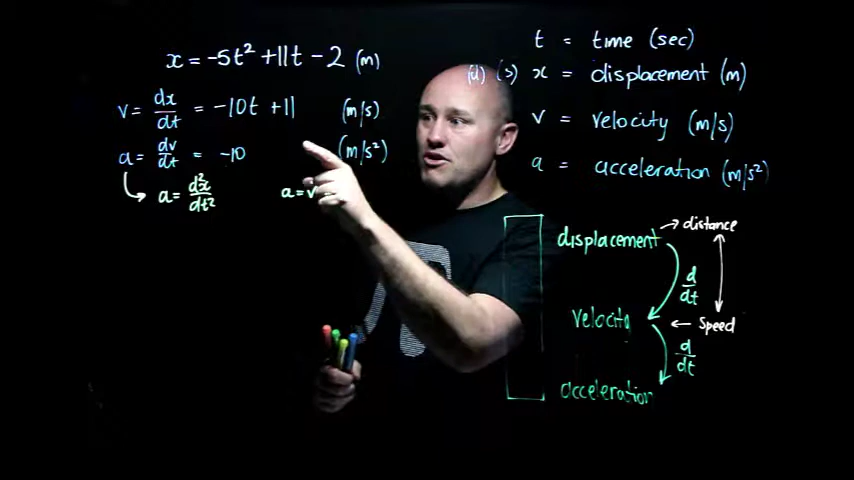 x = -5t² + 11t - 2 (m)
v = dx/dt = -10t + 11 (m/s)
a = dv/dt = -10 (m/s²)
a = d²x/dt²
a = v
t = time (sec)
(d) (s) x = displacement (m)
v = velocity (m/s)
a = acceleration (m/s²)
displacement → distance
d/dt
velocity ← Speed
d/dt
acceleration